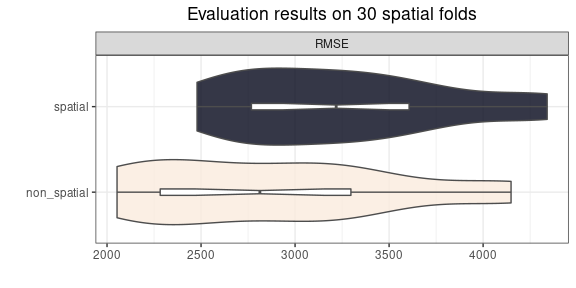 Evaluation results on 30 spatial folds
RMSE
spatial
non_spatial
2000 2500 3000 3500 4000